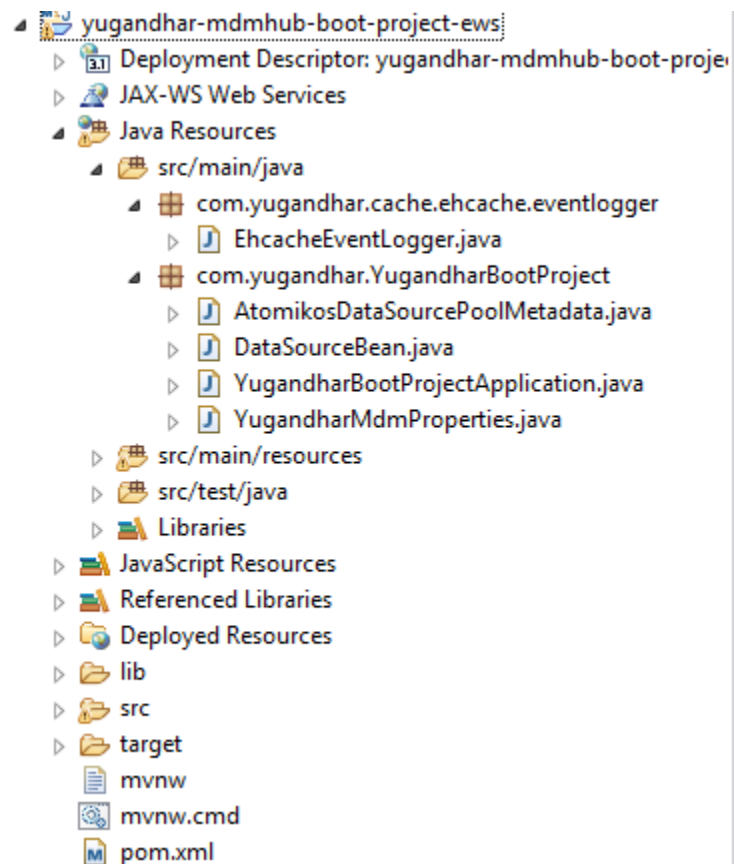 yugandhar-mdmhub-boot-project-ews
Deployment Descriptor: yugandhar-mdmhub-boot-proje
JAX-WS Web Services
Java Resources
src/main/java
com.yugandhar.cache.ehcache.eventlogger
EhcacheEventLogger.java
com.yugandhar.YugandharBootProject
AtomikosDataSourcePoolMetadata.java
DataSourceBean.java
YugandharBootProjectApplication.java
YugandharMdmProperties.java
src/main/resources
src/test/java
Libraries
JavaScript Resources
Referenced Libraries
Deployed Resources
lib
src
target
mvnw
mvnw.cmd
pom.xml